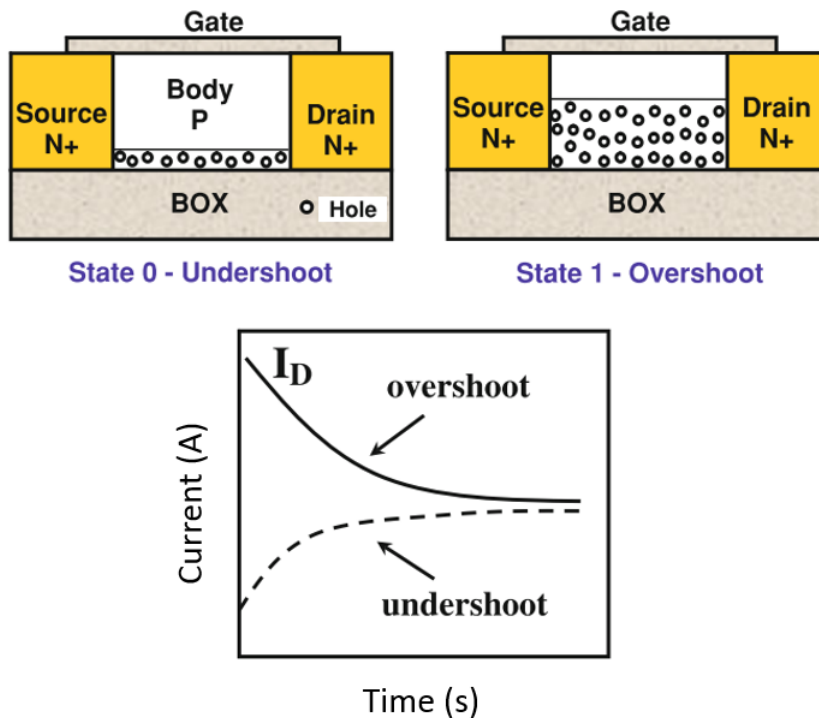 Gate
Source
N+
Body
P
Drain
N+
BOX
Hole
State 0 - Undershoot
Gate
Source
N+
Drain
N+
BOX
State 1 - Overshoot
I_D
overshoot
undershoot
Current (A)
Time (s)